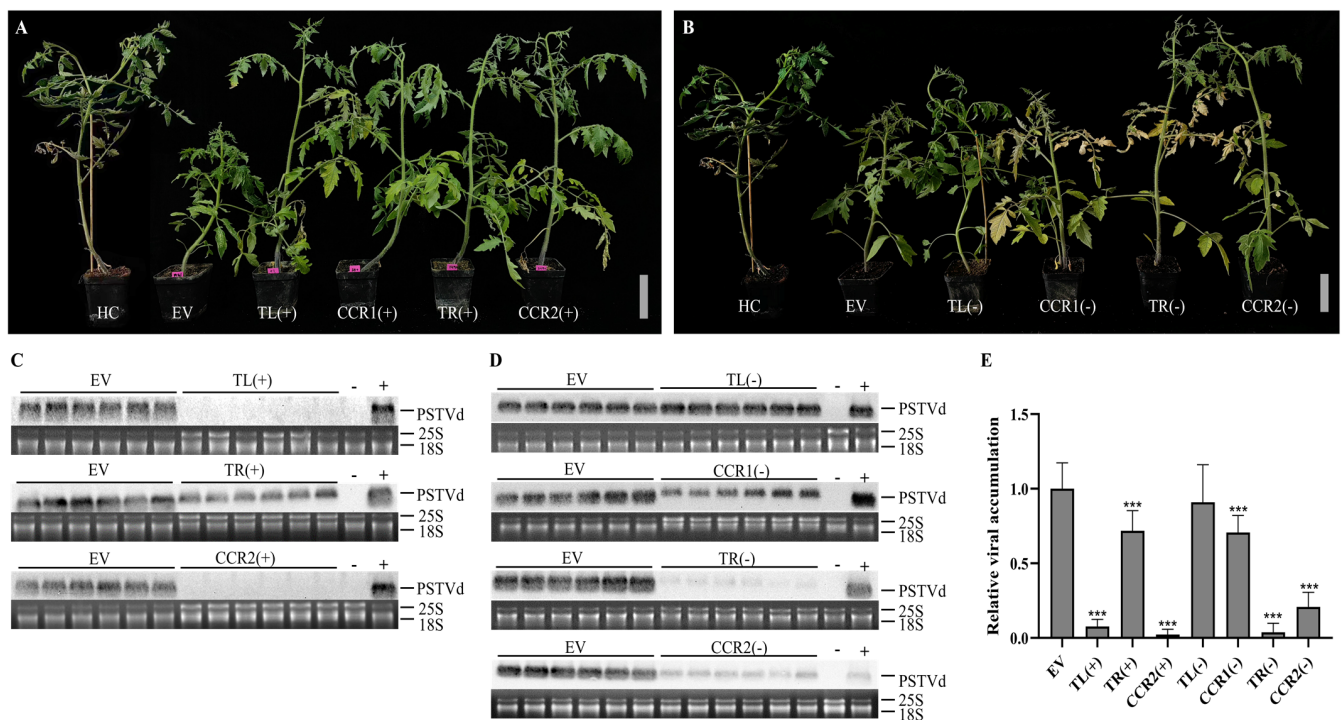 A
HC
EV
TL(+)
CCR1(+)
TR(+)
CCR2(+)
B
HC
EV
TL(-)
CCR1(-)
TR(-)
CCR2(-)
C
EV TL(+) - +
PSTVd
25S
18S
EV TR(+) - +
PSTVd
25S
18S
EV CCR2(+) - +
PSTVd
25S
18S
D
EV TL(-) - +
PSTVd
25S
18S
EV CCR1(-) - +
PSTVd
25S
18S
EV TR(-) - +
PSTVd
25S
18S
EV CCR2(-) - +
PSTVd
25S
18S
E
Relative viral accumulation
1.5
1.0
0.5
0.0
***
***
***
***
***
***
EV
TL(+)
TR(+)
CCR2(+)
TL(-)
CCR1(-)
TR(-)
CCR2(-)